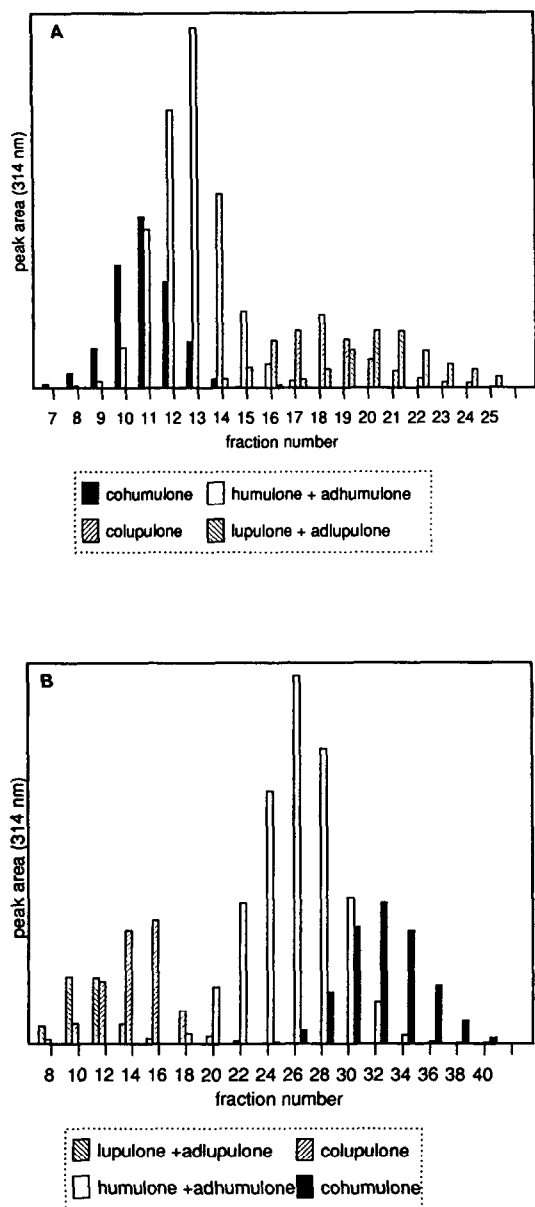 A
peak area (314 nm)
7 8 9 10 11 12 13 14 15 16 17 18 19 20 21 22 23 24 25
fraction number
cohumulone humulone + adhumulone
colupulone lupulone + adlupulone
B
peak area (314 nm)
8 10 12 14 16 18 20 22 24 26 28 30 32 34 36 38 40
fraction number
lupulone +adlupulone colupulone
humulone +adhumulone cohumulone